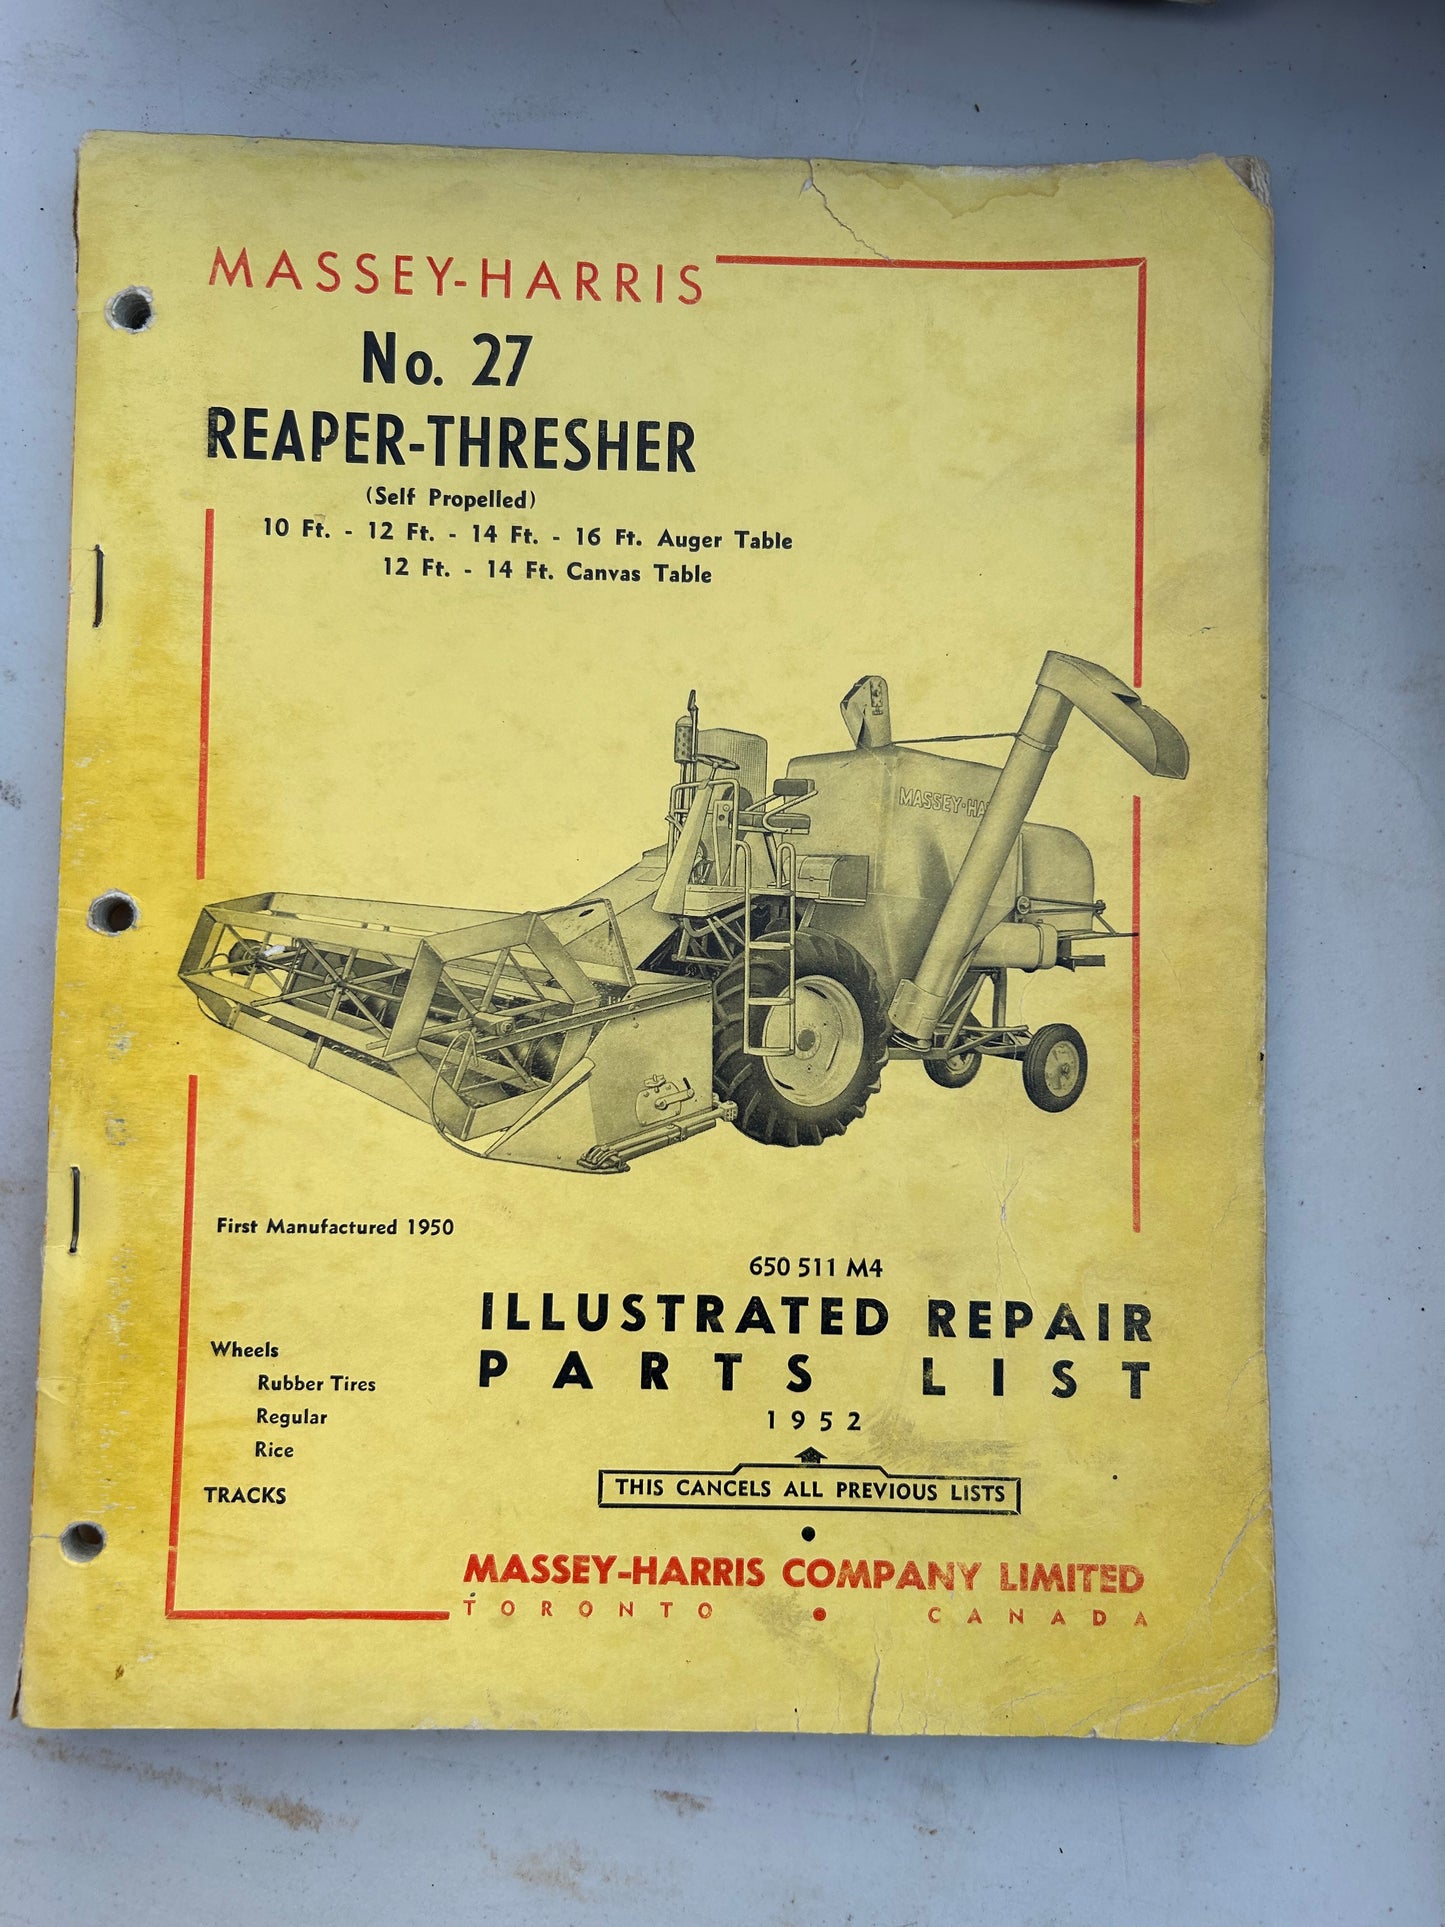 MASSEY-HARRIS
No. 27
REAPER-THRESHER
(Self Propelled)
10 Ft. - 12 Ft. - 14 Ft. - 16 Ft. Auger Table
12 Ft. - 14 Ft. Canvas Table
MASSEY-HA
First Manufactured 1950
650 511 M4
ILLUSTRATED REPAIR
PARTS LIST
1952
Wheels
Rubber Tires
Regular
Rice
TRACKS
THIS CANCELS ALL PREVIOUS LISTS
MASSEY-HARRIS COMPANY LIMITED
TORONTO • CANADA